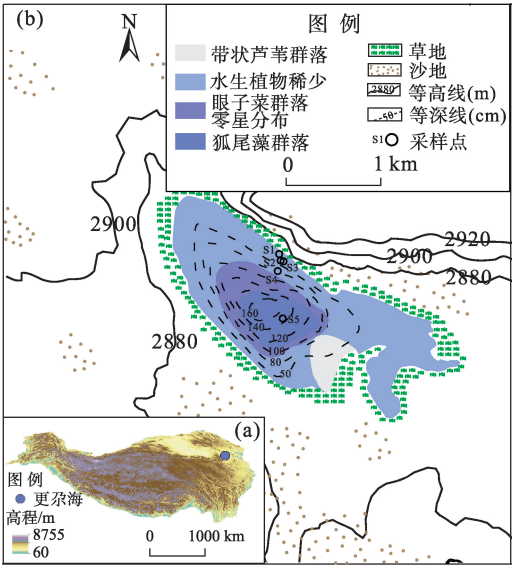 (b)
N
图 例
带状芦苇群落
水生植物稀少
眼子菜群落
零星分布
狐尾藻群落
草地
沙地
2880 等高线(m)
50 等深线(cm)
S1 采样点
0 1 km
2900
2920
2900
2880
2880
S1
S2
S3
S4
S5
160
140
120
100
80
50
(a)
图 例
更尕海
高程/m
8755
60
0 1000 km